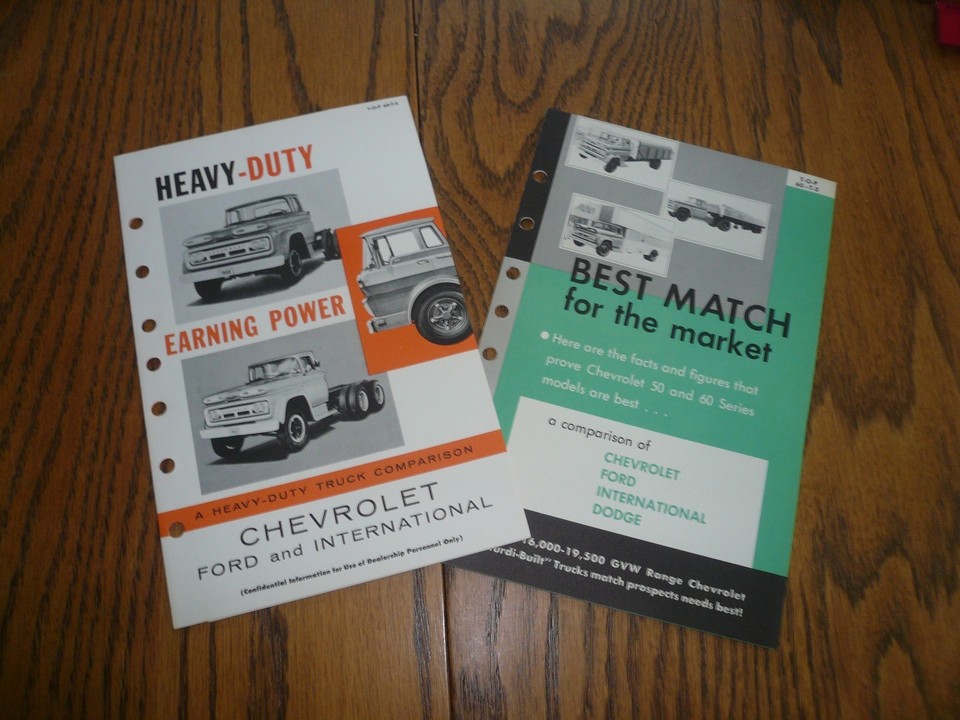 HEAVY-DUTY
EARNING POWER
A HEAVY-DUTY TRUCK COMPARISON
CHEVROLET
FORD and INTERNATIONAL
(Confidential Information for Use of Dealership Personnel Only)
T-O-P
60-T-3
BEST MATCH
for the market
● Here are the facts and figures that
prove Chevrolet 50 and 60 Series
models are best . . .
a comparison of
CHEVROLET
FORD
INTERNATIONAL
DODGE
16,000-19,500 GVW Range Chevrolet
Trucks match prospects needs best!